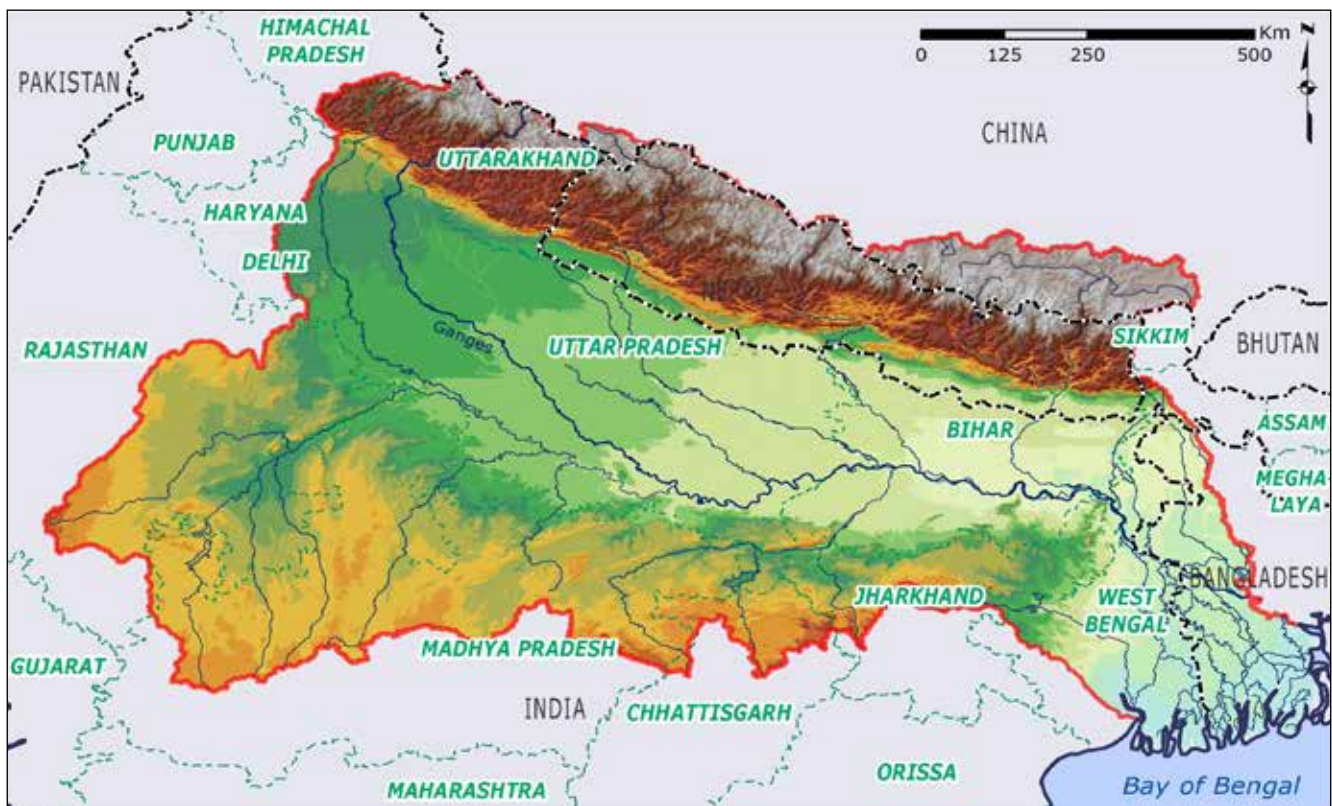 HIMACHAL
PRADESH
Km
N
0 125 250 500
PAKISTAN
CHINA
PUNJAB
UTTARAKHAND
HARYANA
DELHI
NEPAL
Ganges
RAJASTHAN
UTTAR PRADESH
SIKKIM
BHUTAN
BIHAR
ASSAM
MEGHA-
LAYA
BANGLADESH
JHARKHAND
WEST
BENGAL
MADHYA PRADESH
GUJARAT
INDIA
CHHATTISGARH
ORISSA
MAHARASHTRA
Bay of Bengal